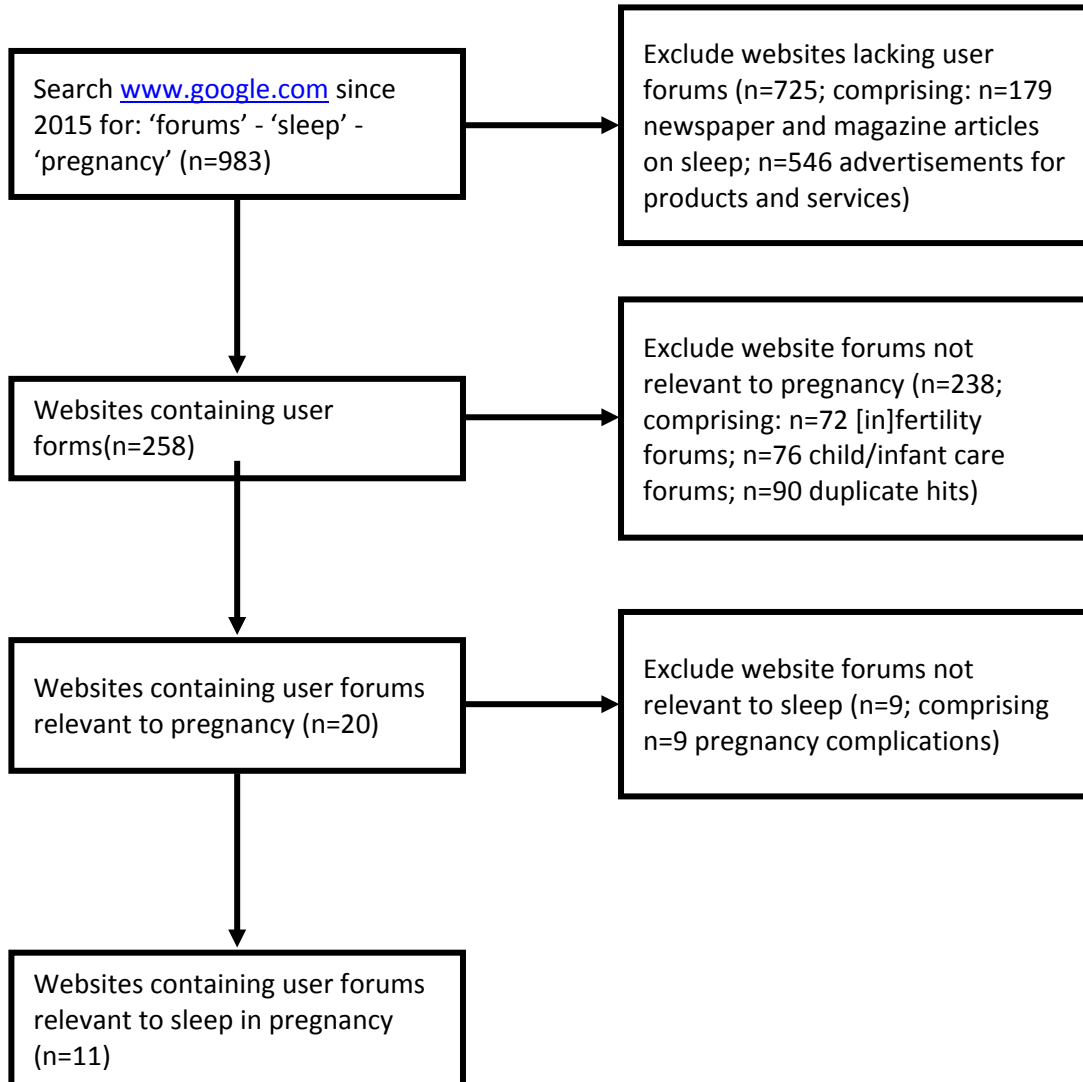 Search www.google.com since
2015 for: ‘forums’ - ‘sleep’ -
‘pregnancy’ (n=983)
Exclude websites lacking user
forums (n=725; comprising: n=179
newspaper and magazine articles
on sleep; n=546 advertisements for
products and services)
Websites containing user
forms(n=258)
Exclude website forums not
relevant to pregnancy (n=238;
comprising: n=72 [in]fertility
forums; n=76 child/infant care
forums; n=90 duplicate hits)
Websites containing user forums
relevant to pregnancy (n=20)
Exclude website forums not
relevant to sleep (n=9; comprising
n=9 pregnancy complications)
Websites containing user forums
relevant to sleep in pregnancy
(n=11)